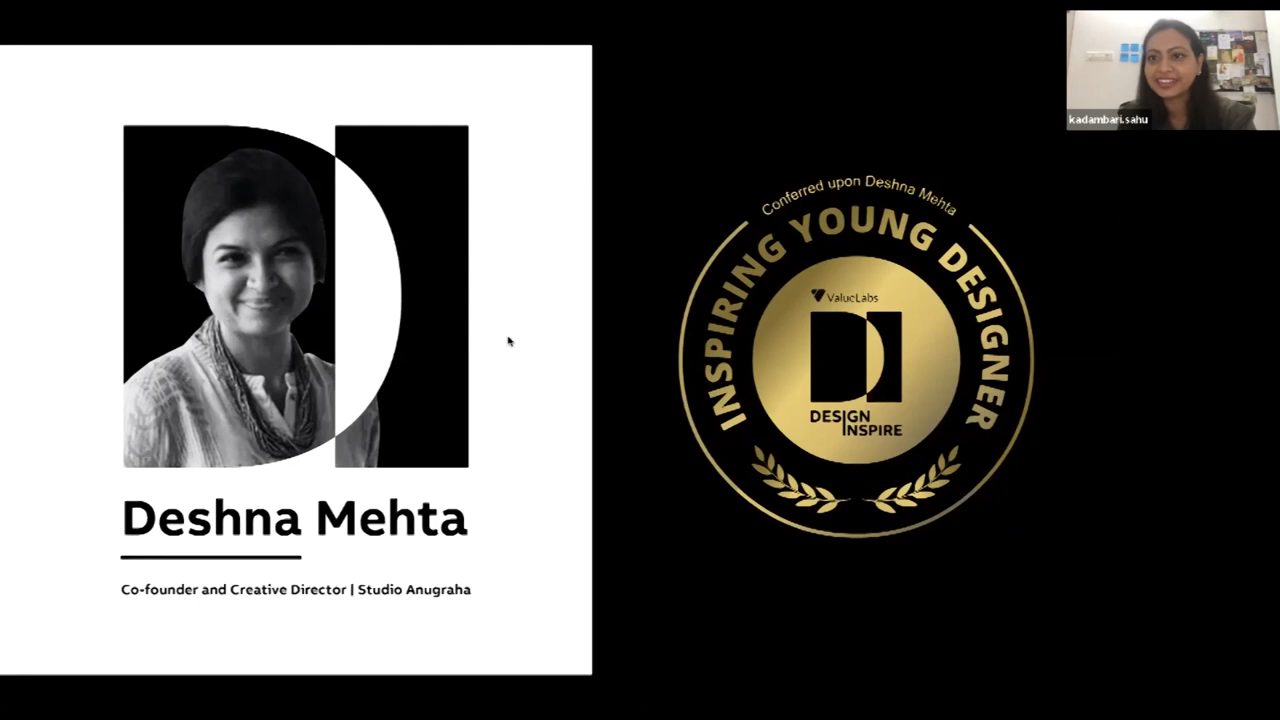 kadambari.sahu
Deshna Mehta
Co-founder and Creative Director | Studio Anugraha
Conferred upon Deshna Mehta
INSPIRING YOUNG DESIGNER
ValueLabs
DI
DESIGN
INSPIRE